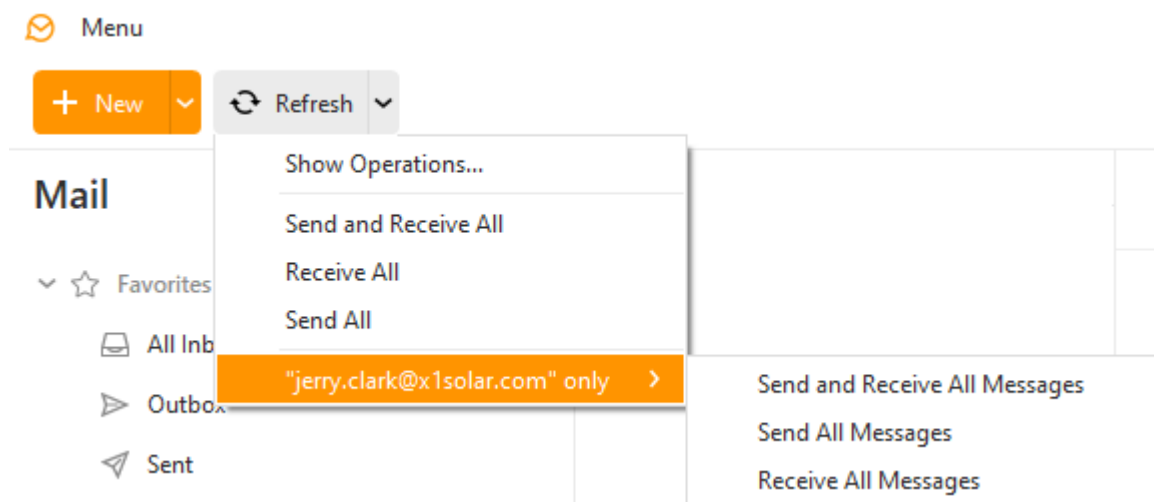 Menu
New
Refresh
Show Operations...
Send and Receive All
Receive All
Send All
"jerry.clark@x1solar.com" only
Send and Receive All Messages
Send All Messages
Receive All Messages
Mail
Favorites
All Inb
Outbox
Sent